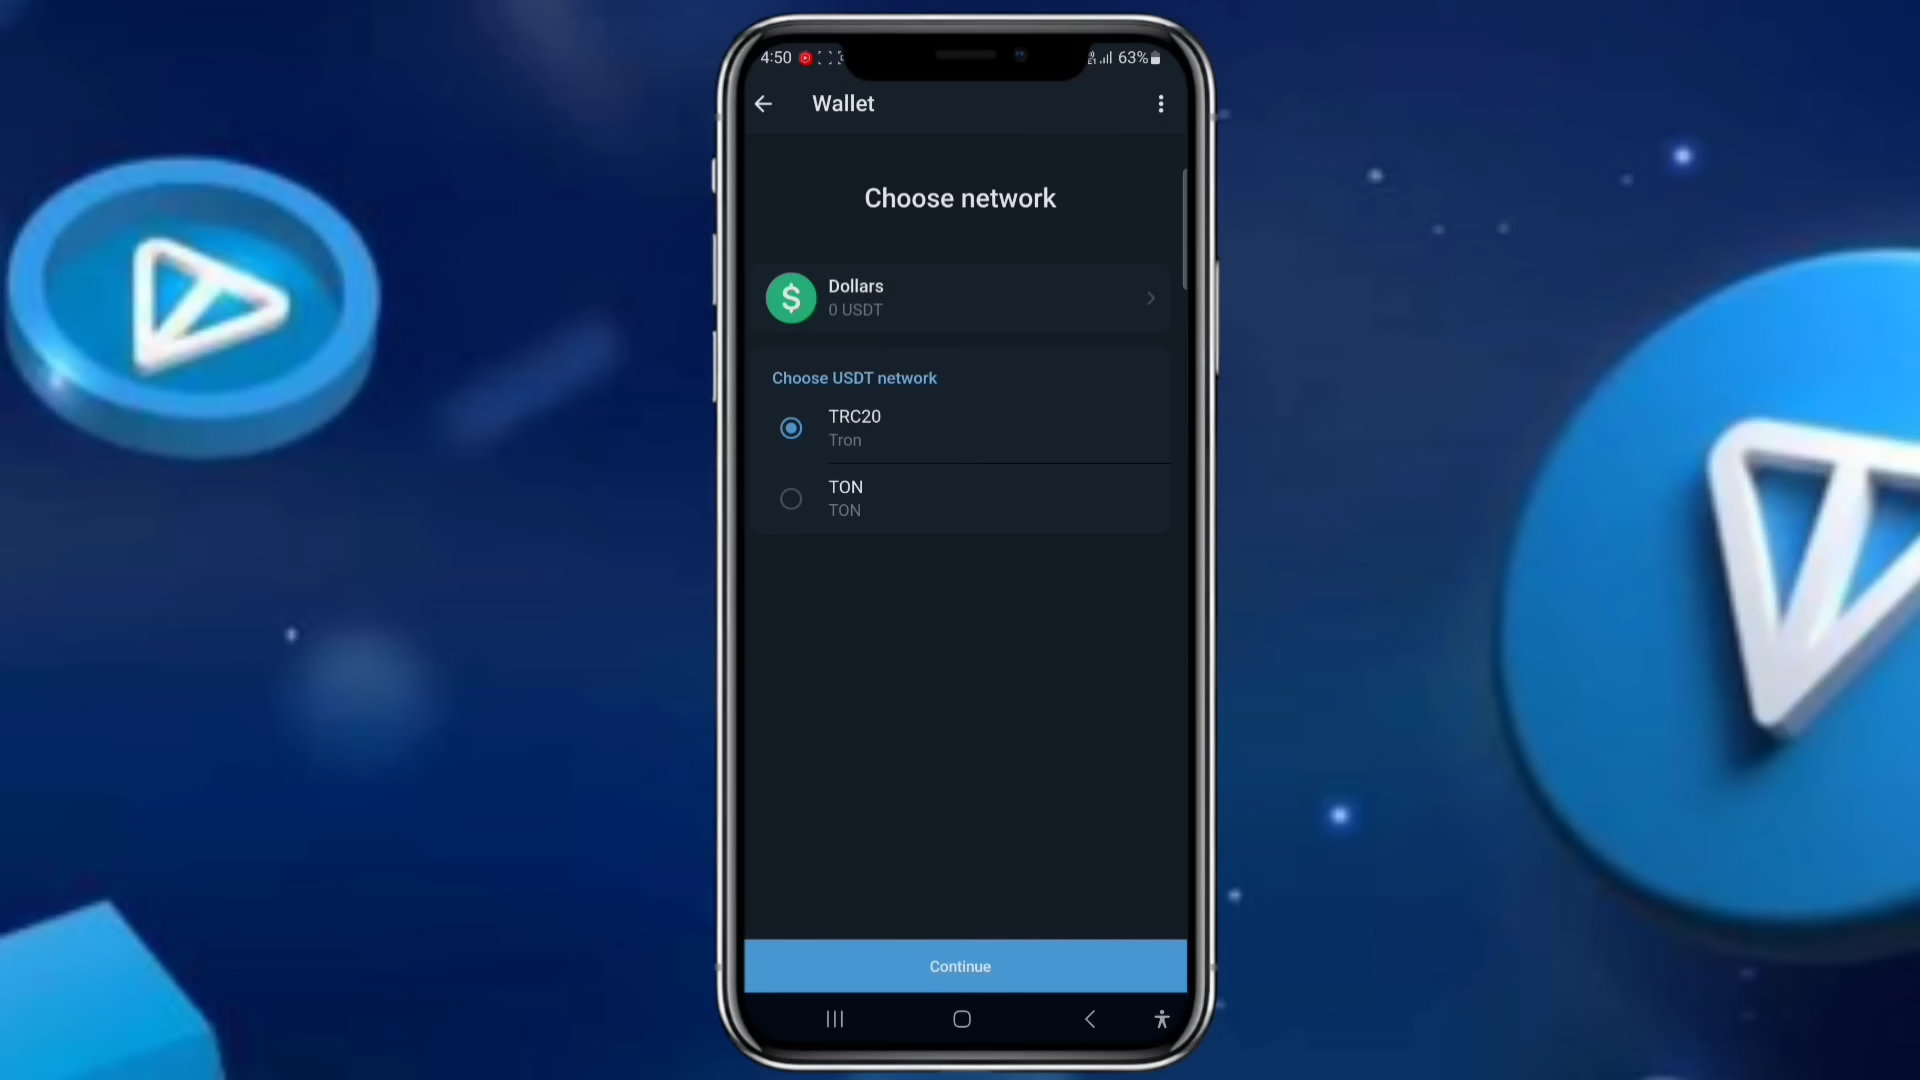 4:50
63%
Wallet
Choose network
Dollars
0 USDT
Choose USDT network
TRC20
Tron
TON
TON
Continue